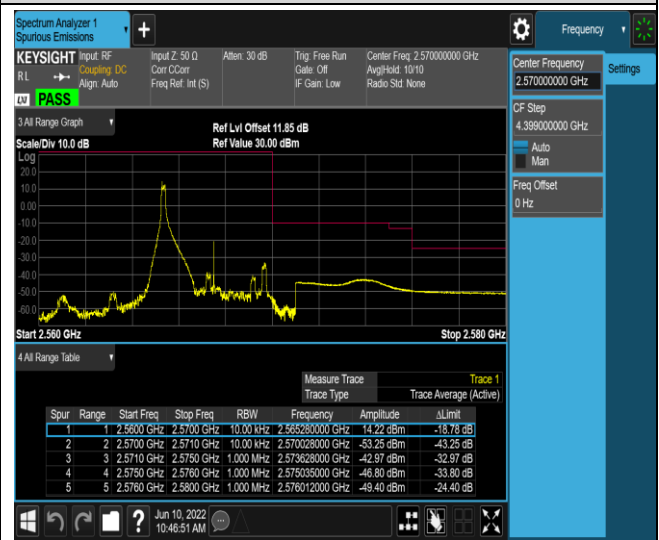 Spectrum Analyzer 1
Spurious Emissions
Frequency
KEYSIGHT Input: RF Input Z: 50 Ω Atten: 30 dB Trig: Free Run Center Freq: 2.570000000 GHz
R L Coupling: DC Corr CCorr Gate: Off Avg|Hold: 10/10
Align: Auto Freq Ref: Int (S) IF Gain: Low Radio Std: None
LNI PASS
Center Frequency
2.570000000 GHz
Settings
CF Step
4.399000000 GHz
Auto
Man
Freq Offset
0 Hz
3 All Range Graph
Ref Lvl Offset 11.85 dB
Scale/Div 10.0 dB Ref Value 30.00 dBm
Log
20.0
10.0
0.00
-10.0
-20.0
-30.0
-40.0
-50.0
-60.0
Start 2.560 GHz Stop 2.580 GHz
4 All Range Table
Measure Trace Trace 1
Trace Type Trace Average (Active)
Spur Range Start Freq Stop Freq RBW Frequency Amplitude ΔLimit
1 1 2.5600 GHz 2.5700 GHz 10.00 kHz 2.565280000 GHz 14.22 dBm -18.78 dB
2 2 2.5700 GHz 2.5710 GHz 10.00 kHz 2.570028000 GHz -53.25 dBm -43.25 dB
3 3 2.5710 GHz 2.5750 GHz 1.000 MHz 2.573628000 GHz -42.97 dBm -32.97 dB
4 4 2.5750 GHz 2.5760 GHz 1.000 MHz 2.575035000 GHz -46.80 dBm -33.80 dB
5 5 2.5760 GHz 2.5800 GHz 1.000 MHz 2.576012000 GHz -49.40 dBm -24.40 dB
Jun 10, 2022
10:46:51 AM